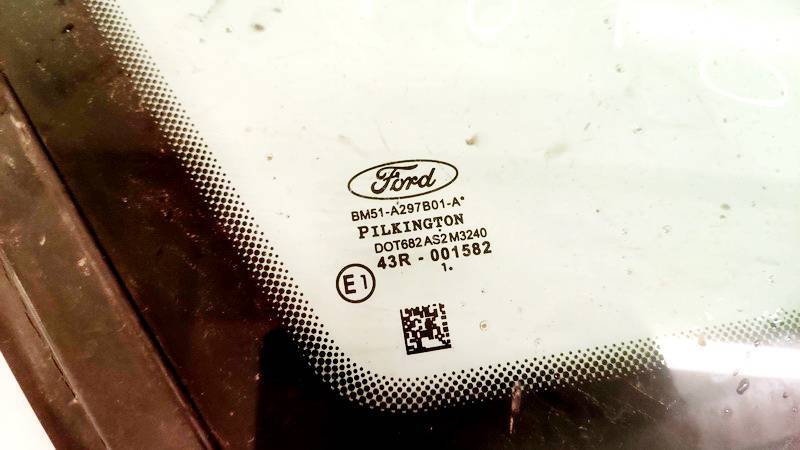 Ford
BM51-A297B01-A*
PILKINGTON
DOT682 AS2 M3240
43R - 001582
1.
E1